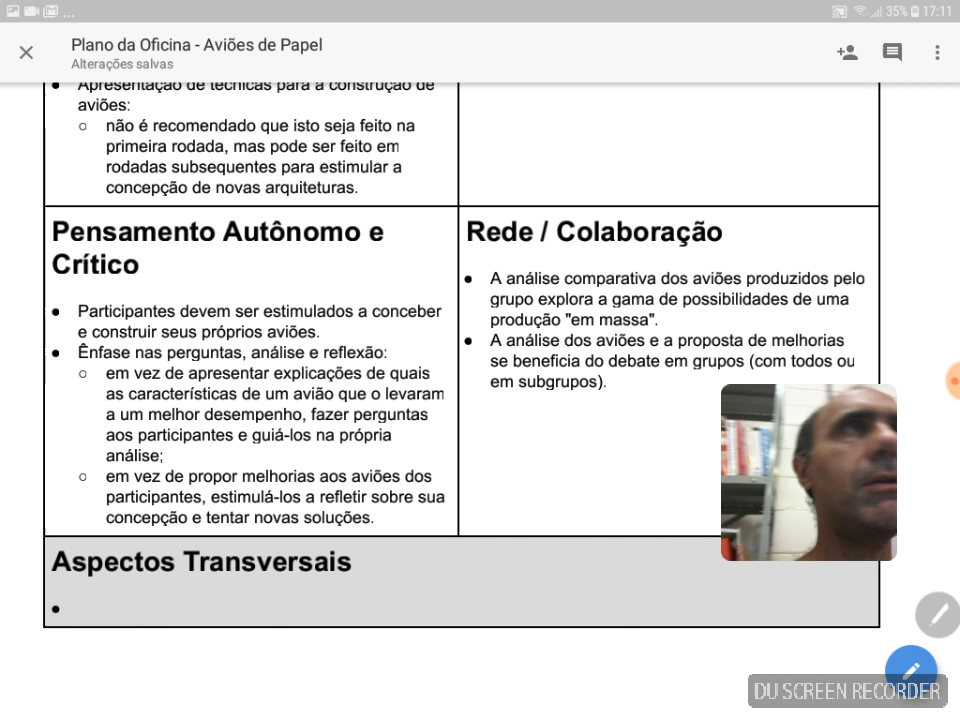 ... 35% 17:11
Plano da Oficina - Aviões de Papel
Alterações salvas
Apresentação de técnicas para a construção de
aviões:
não é recomendado que isto seja feito na
primeira rodada, mas pode ser feito em
rodadas subsequentes para estimular a
concepção de novas arquiteturas.
Pensamento Autônomo e
Crítico
Participantes devem ser estimulados a conceber
e construir seus próprios aviões.
Ênfase nas perguntas, análise e reflexão:
em vez de apresentar explicações de quais
as características de um avião que o levaram
a um melhor desempenho, fazer perguntas
aos participantes e guiá-los na própria
análise;
em vez de propor melhorias aos aviões dos
participantes, estimulá-los a refletir sobre sua
concepção e tentar novas soluções.
Rede / Colaboração
A análise comparativa dos aviões produzidos pelo
grupo explora a gama de possibilidades de uma
produção "em massa".
A análise dos aviões e a proposta de melhorias
se beneficia do debate em grupos (com todos ou
em subgrupos).
Aspectos Transversais
DU SCREEN RECORDER